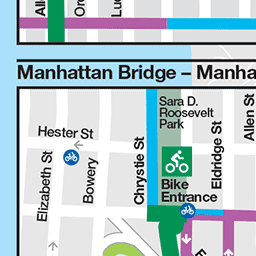 Manhattan Bridge – Manha
Sara D.
Roosevelt
Park
Hester St
Elizabeth St
Bowery
Chrystie St
Eldridge St
Allen St
Bike
Entrance